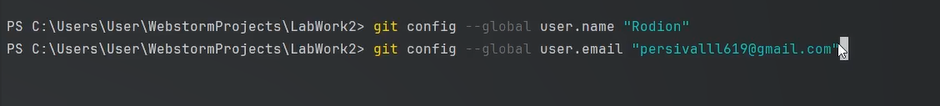 PS C:\Users\User\WebstormProjects\LabWork2> git config --global user.name "Rodion"
PS C:\Users\User\WebstormProjects\LabWork2> git config --global user.email "persivalll619@gmail.com"